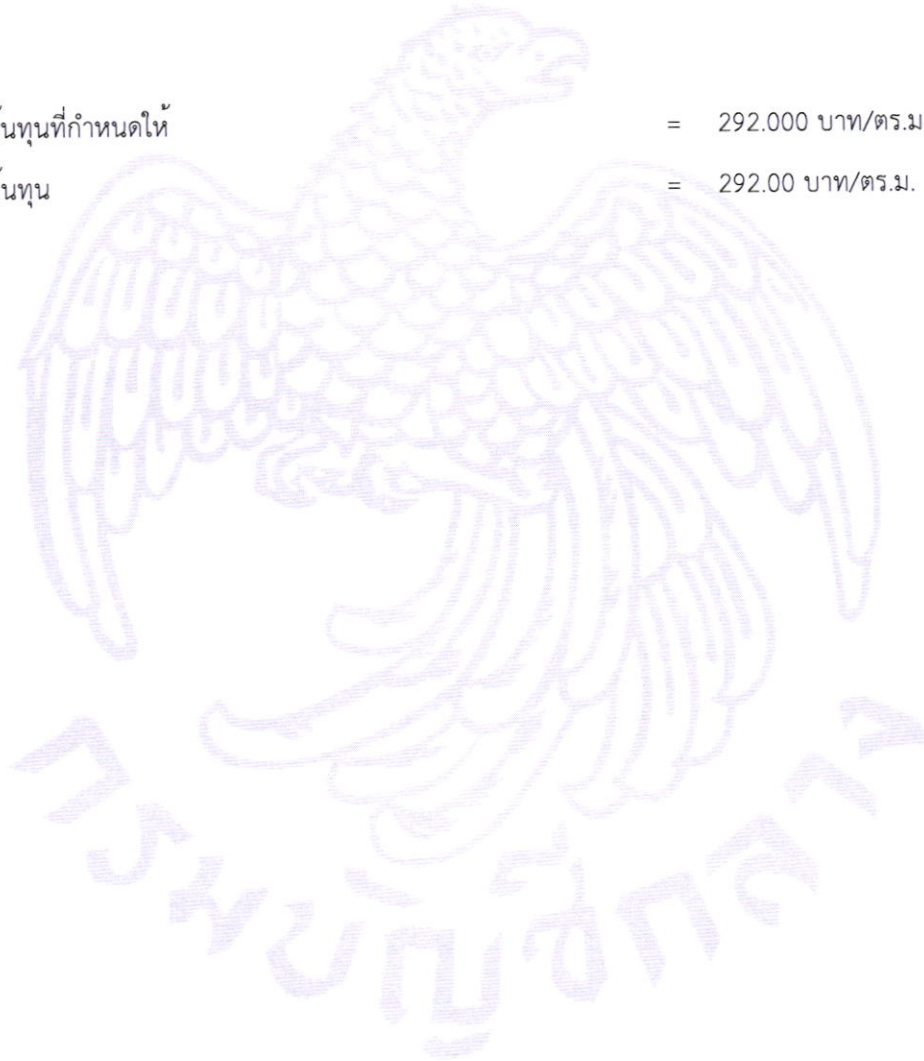 ้นทุนที่กำหนดให้ = 292.000 บาท/ตร.ม
้นทุน = 292.00 บาท/ตร.ม.
กรมบัญชีกลาง